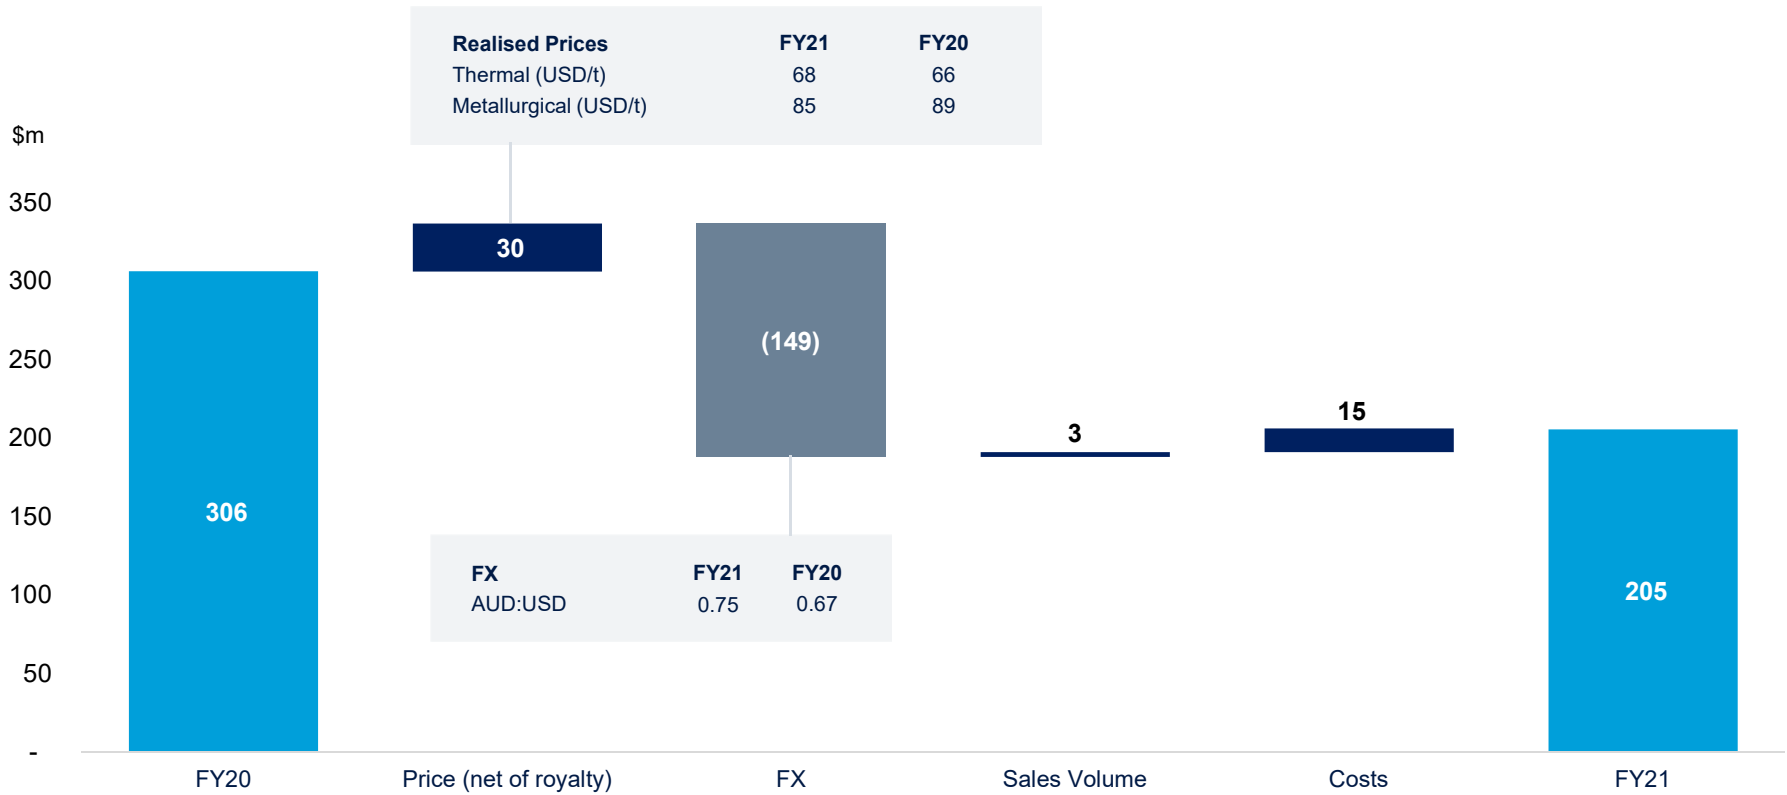 Realised Prices FY21 FY20
Thermal (USD/t) 68 66
Metallurgical (USD/t) 85 89
$m
350
300
250
200
150
100
50
-
306
30
(149)
3
15
205
FX FY21 FY20
AUD:USD 0.75 0.67
FY20 Price (net of royalty) FX Sales Volume Costs FY21